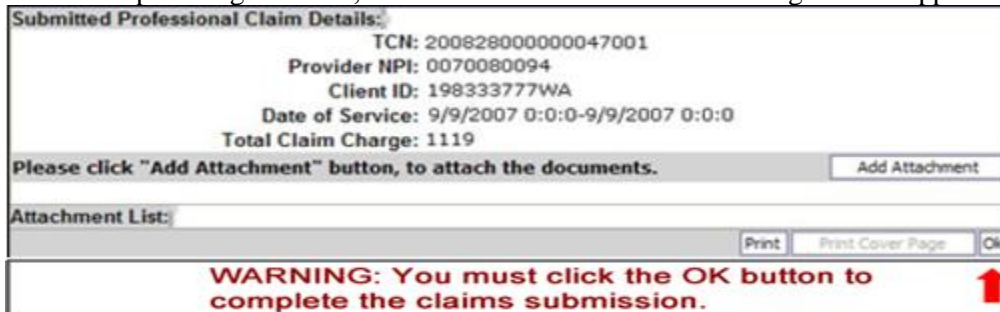 Submitted Professional Claim Details:
TCN: 200828000000047001
Provider NPI: 0070080094
Client ID: 198333777WA
Date of Service: 9/9/2007 0:0:0-9/9/2007 0:0:0
Total Claim Charge: 1119
Please click "Add Attachment" button, to attach the documents. Add Attachment
Attachment List:
Print Print Cover Page Ok
WARNING: You must click the OK button to
complete the claims submission.